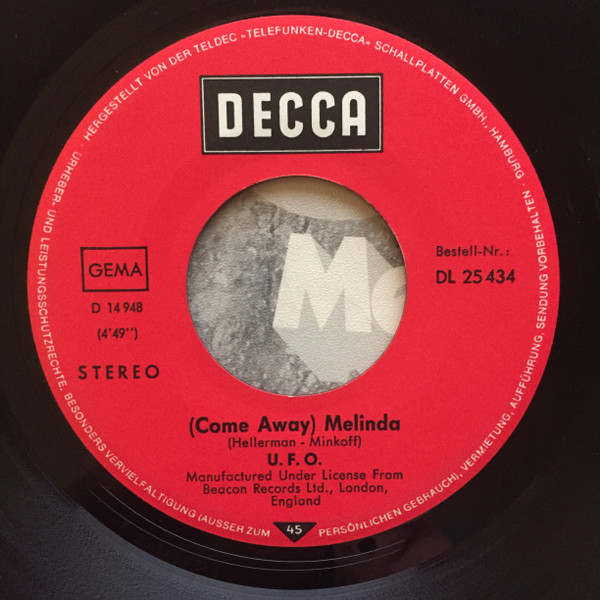 DECCA
GEMA
D 14 948
(4'49")
STEREO
Bestell-Nr.:
DL 25 434
Me
(Come Away) Melinda
(Hellerman - Minkoff)
U. F. O.
Manufactured Under License From
Beacon Records Ltd., London,
England
45
· HERGESTELLT VON DER TELDEC »TELEFUNKEN-DECCA« SCHALLPLATTEN GMBH., HAMBURG · URHEBER- UND LEISTUNGSSCHUTZRECHTE, BESONDERS VERVIELFALTIGUNG (AUSSER ZUM PERSÖNLICHEN GEBRAUCH), VERMIETUNG, AUFFÜHRUNG, SENDUNG VORBEHALTEN.